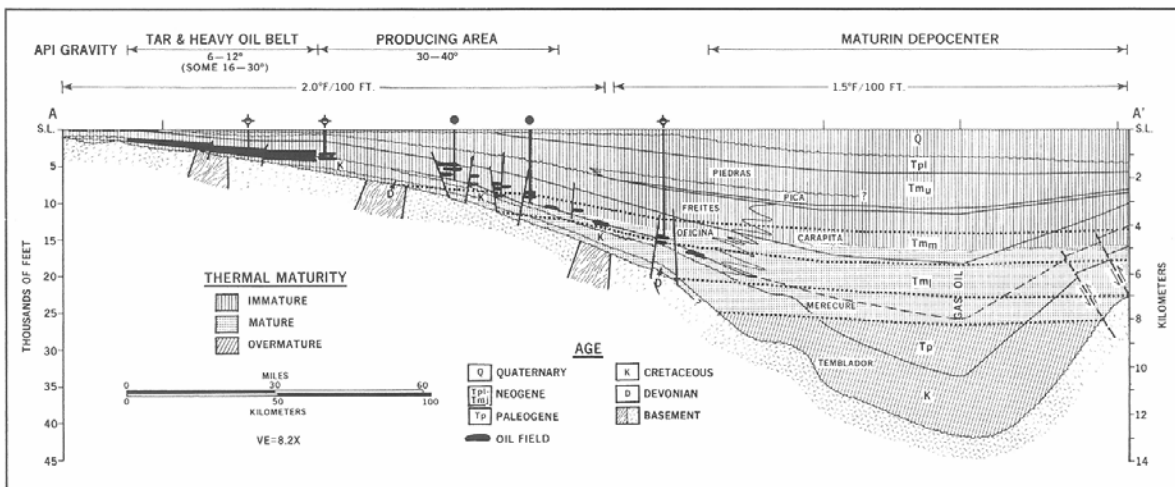 API GRAVITY
TAR & HEAVY OIL BELT
6–12°
(SOME 16–30°)
PRODUCING AREA
30–40°
MATURIN DEPOCENTER
2.0°F/100 FT.
1.5°F/100 FT.
A
S.L.
A'
S.L.
5
10
15
20
25
30
35
40
45
THOUSANDS OF FEET
2
4
6
8
10
12
14
KILOMETERS
Q
Tpl
Tmu
PIEDRAS
PICA
?
FREITES
CARAPITA
OFICINA
Tmm
Tml
GAS
OIL
MERECURE
Tp
TEMBLADOR
K
K
K
K
D
D
?
THERMAL MATURITY
IMMATURE
MATURE
OVERMATURE
MILES
0 30 60
0 50 100
KILOMETERS
VE=8.2X
AGE
Q QUATERNARY
Tpl- Tml NEOGENE
Tp PALEOGENE
OIL FIELD
K CRETACEOUS
D DEVONIAN
BASEMENT